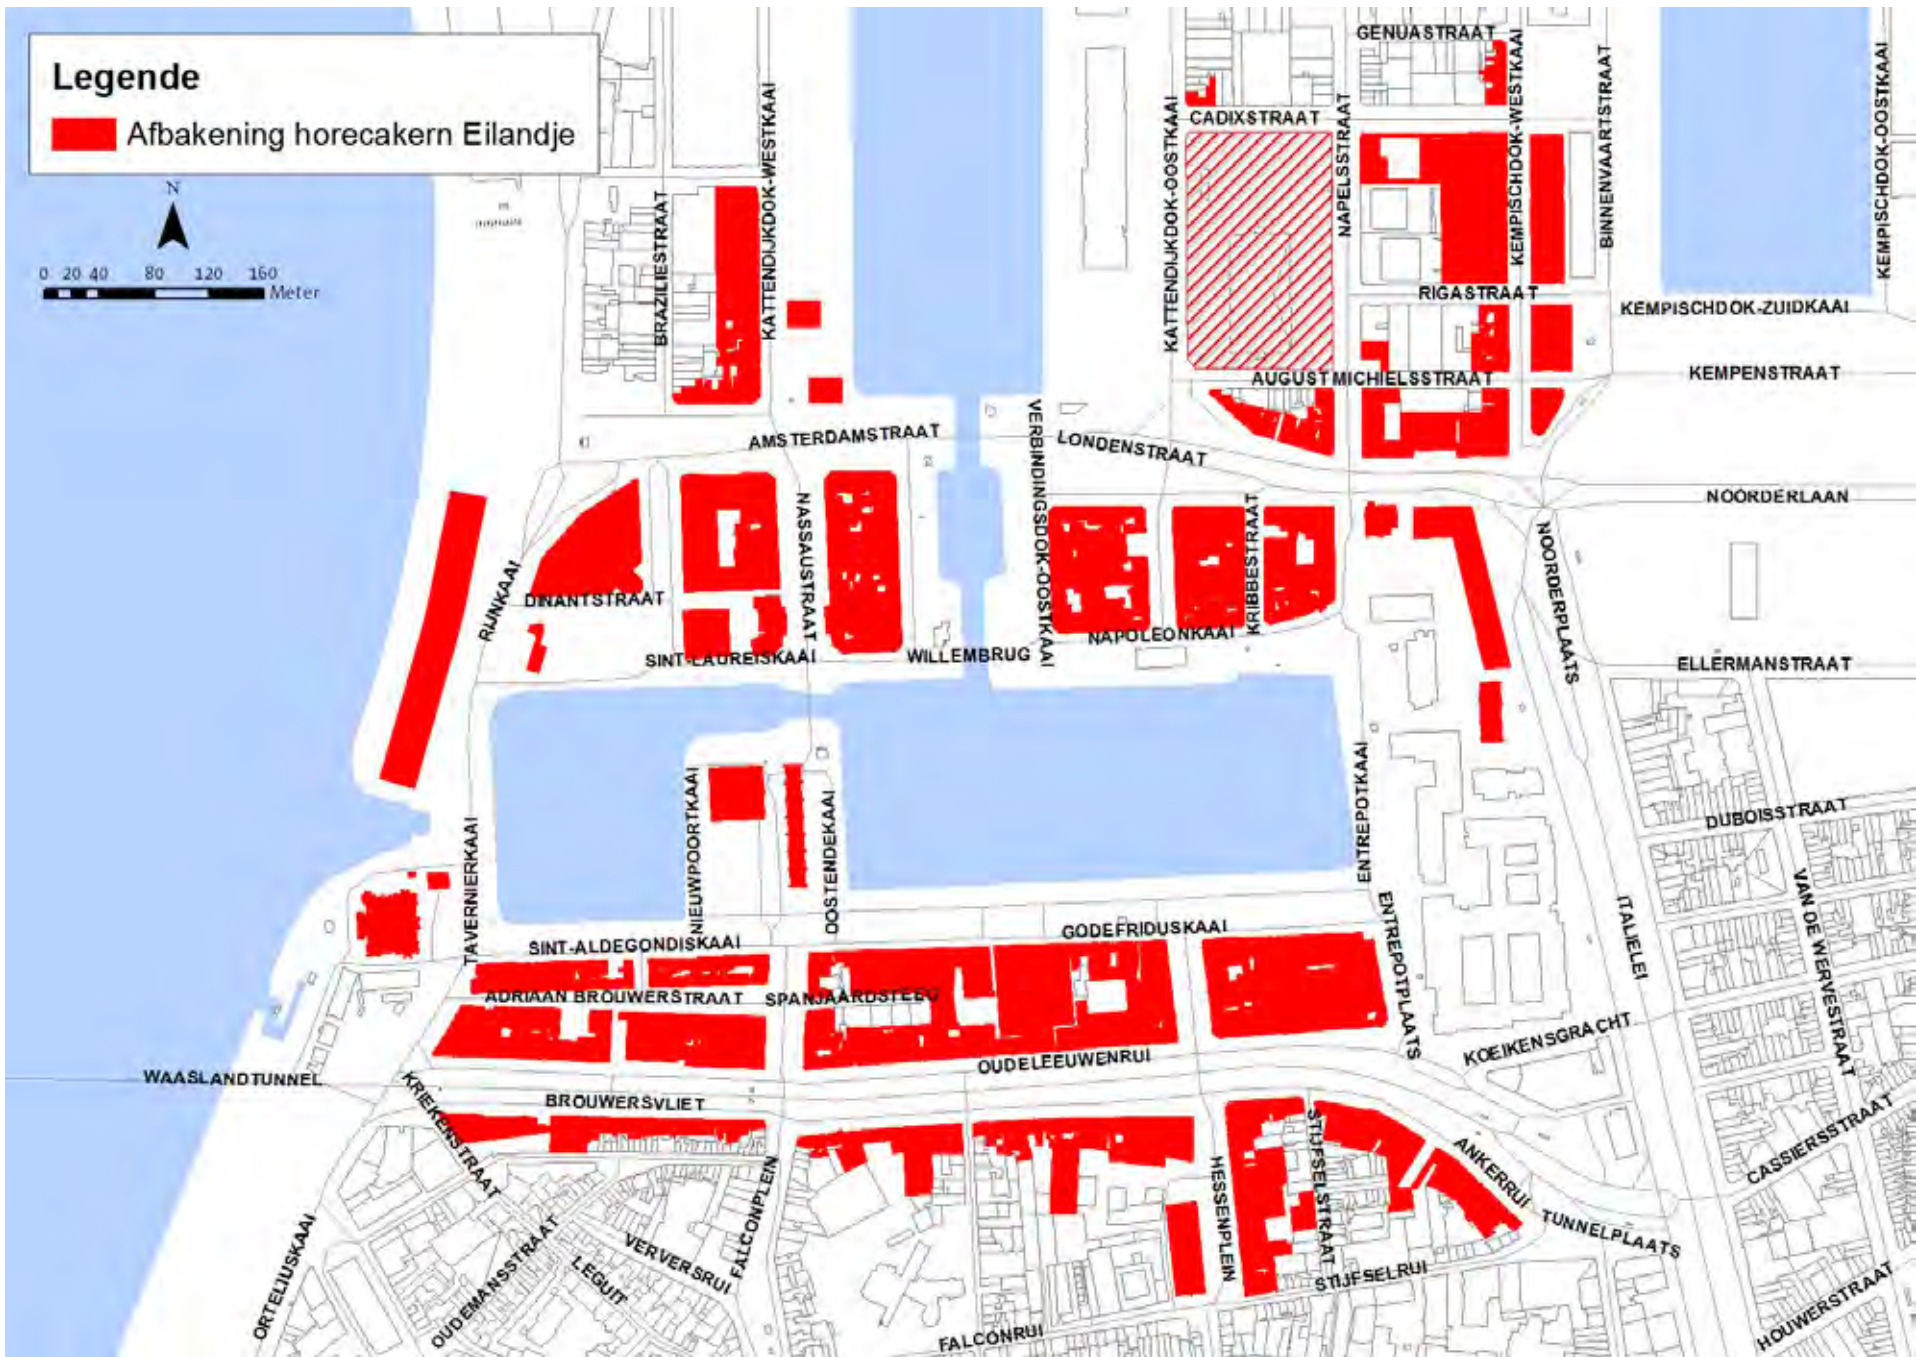 Legende
Afbakening horecakern Eilandje
N
0 20 40 80 120 160
Meter
GENUASTRAAT
CADIXSTRAAT
KATTENDIJKDOK-WESTKAAI
BRAZILIESTRAAT
KATTENDIJKDOK-OOSTKAAI
NAPELSSTRAAT
KEMPISCHDOK-WESTKAAI
BINNENVAARTSTRAAT
KEMPISCHDOK-OOSTKAAI
RIGASTRAAT
KEMPISCHDOK-ZUIDKAAI
AUGUST MICHIELSSTRAAT
KEMPENSTRAAT
AMSTERDAMSTRAAT
LONDENSTRAAT
VERBINDINGSDOK-OOSTKAAI
NOORDERLAAN
NASSAUSTRAAT
KRIBBESTRAAT
NOORDERPLAATS
RIJNKAAI
DINANTSTRAAT
SINT-LAUREISKAAI
WILLEMBRUG
NAPOLEONKAAI
ELLERMANSTRAAT
TAVERNIERKAAI
NIEUWPOORTKAAI
OOSTENDEKAAI
ENTREPOTKAAI
DUBOISSTRAAT
ENTREPOTPLAATS
ITALIELEI
VAN DE WERVESTRAAT
SINT-ALDEGONDISKAAI
GODEFRIDUSKAAI
ADRIAAN BROUWERSTRAAT
SPANJAARDSTEEG
OUDELEEUWENRUI
KOEIKENSGRACHT
WAASLANDTUNNEL
BROUWERSVLIET
KRIEKENSTRAAT
FALCONPLEIN
HESSENPLEIN
STIJFSELSTRAAT
ANKERRUI
CASSIERSSTRAAT
TUNNELPLAATS
ORTELIUSKAAI
OUDEMANSSTRAAT
VERVERSRUI
LEGUIT
STIJFSELRUI
FALCONRUI
HOUWERSTRAAT